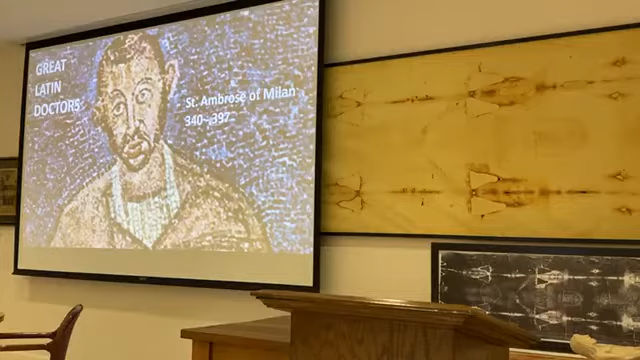 GREAT
LATIN
DOCTORS
St. Ambrose of Milan
340-397